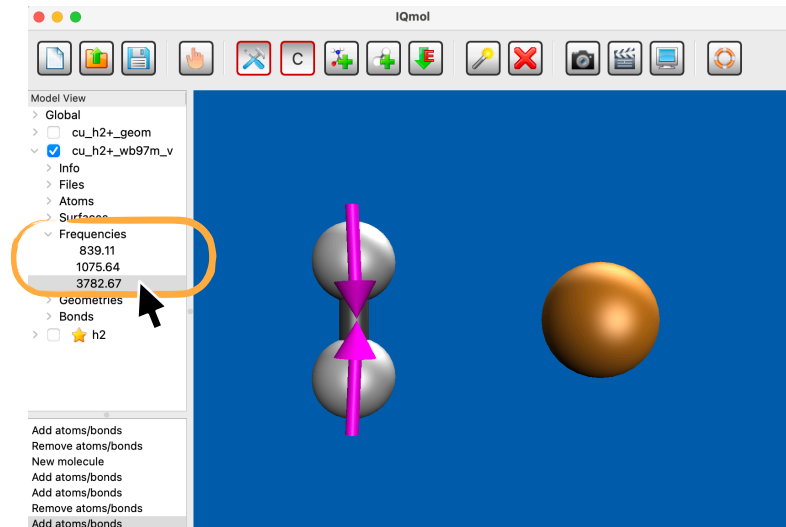 IQmol
C
E
Model View
Global
cu_h2+_geom
cu_h2+_wb97m_v
Info
Files
Atoms
Surfaces
Frequencies
839.11
1075.64
3782.67
Geometries
Bonds
h2
Add atoms/bonds
Remove atoms/bonds
New molecule
Add atoms/bonds
Add atoms/bonds
Remove atoms/bonds
Add atoms/bonds